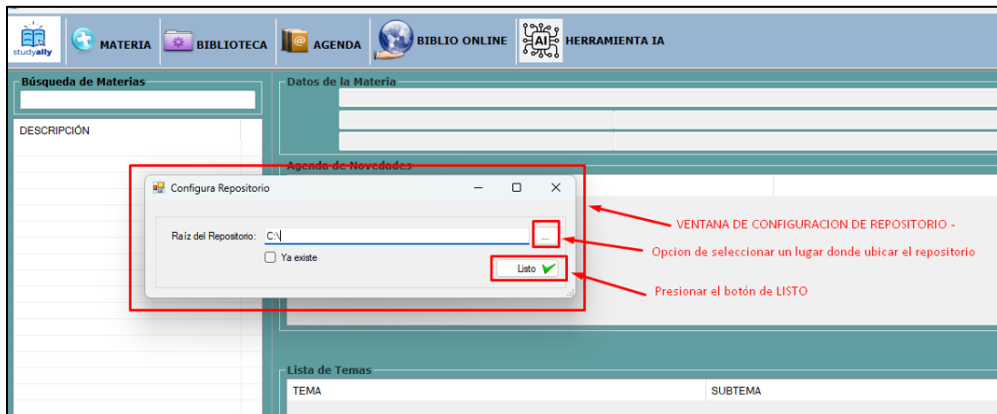 studyally
MATERIA
BIBLIOTECA
AGENDA
BIBLIO ONLINE
AI
HERRAMIENTA IA
Búsqueda de Materias
DESCRIPCIÓN
Datos de la Materia
Agenda de Novedades
Configura Repositorio
Raíz del Repositorio: C:\
...
Ya existe
Listo
VENTANA DE CONFIGURACION DE REPOSITORIO -
Opcion de seleccionar un lugar donde ubicar el repositorio
Presionar el botón de LISTO
Lista de Temas
TEMA
SUBTEMA